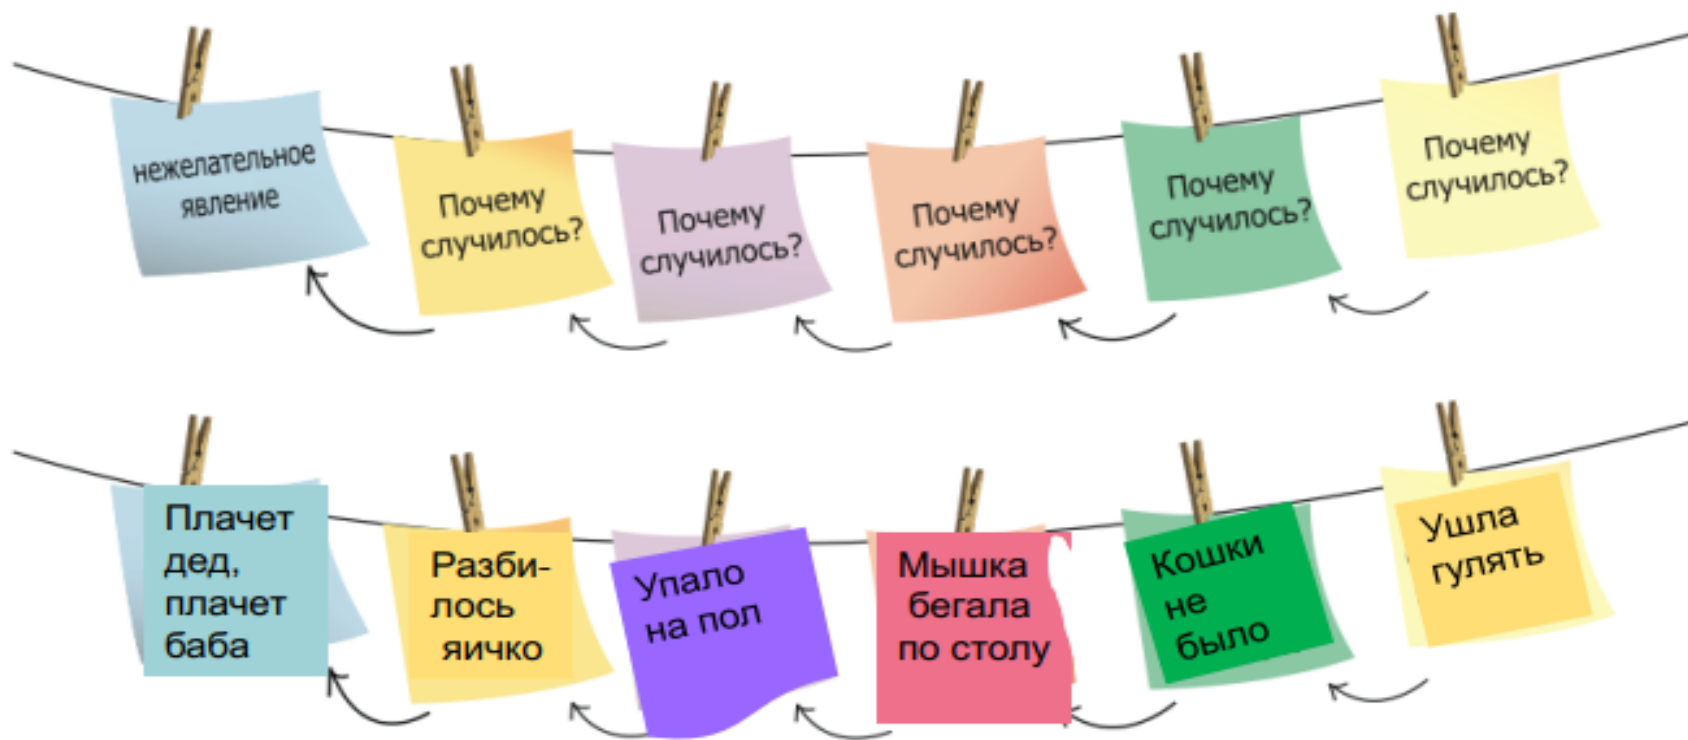 нежелательное
явление
Почему
случилось?
Почему
случилось?
Почему
случилось?
Почему
случилось?
Почему
случилось?
Плачет
дед,
плачет
баба
Разби-
лось
яичко
Упало
на пол
Мышка
бегала
по столу
Кошки
не
было
Ушла
гулять